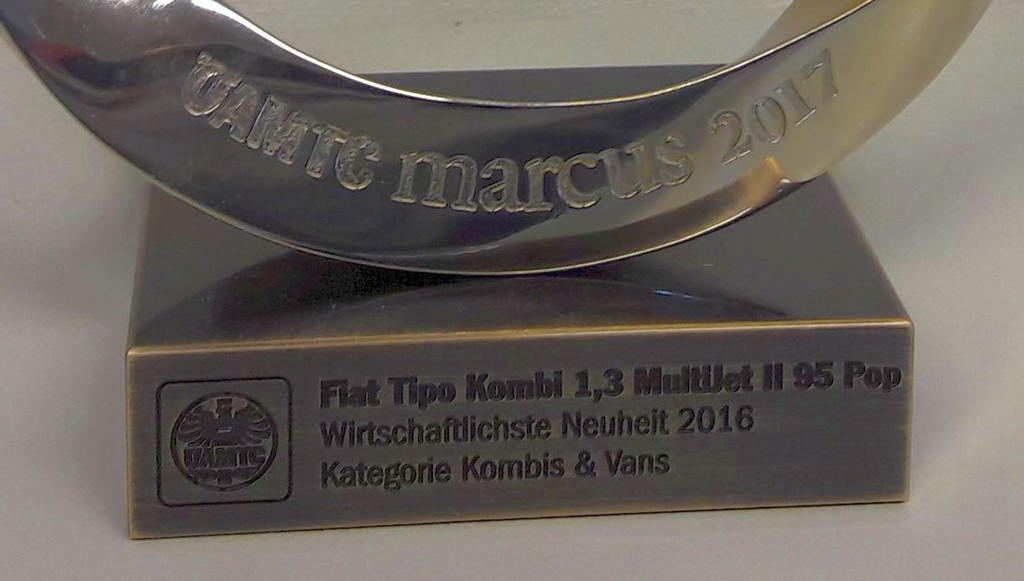 ÖAMTC marcus 2017
Fiat Tipo Kombi 1,3 MultiJet II 95 Pop
Wirtschaftlichste Neuheit 2016
Kategorie Kombis & Vans
ÖAMTC